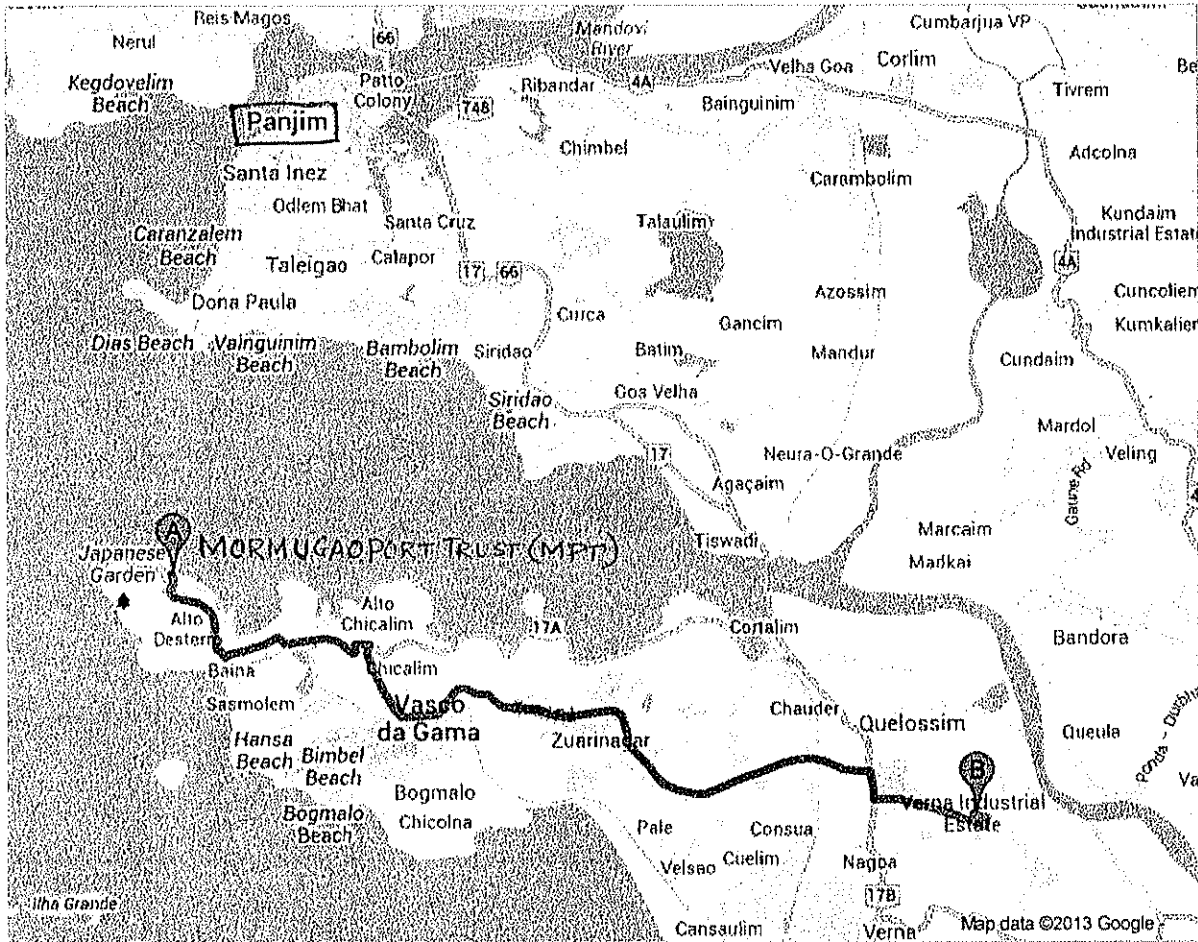 Reis Magos
Nerul
66
Mandovi
River
Cumbarjua VP
Corlim
Kegdovelim
Beach
Patto
Colony
Ribandar
4A
Velha Goa
Tivrem
Panjim
748
Bainguinim
Chimbel
Adcolna
Santa Inez
Carambolim
Odlem Bhat
Santa Cruz
Talaulim
Kundaim
Industrial Estate
Caranzalem
Beach
Taleigao
Calapor
17
66
4A
Dona Paula
Curca
Azossim
Cuncoliem
Gancim
Kumkaliem
Dias Beach
Vainguinim
Beach
Bambolim
Beach
Siridao
Batim
Mandur
Cundaim
Siridao
Beach
Goa Velha
Mardol
17
Neura-O-Grande
Veling
Agaçaim
Gaune Rd
A
MORMUGAO PORT TRUST (MPT)
Tiswadi
Marcaim
Madkai
Japanese
Garden
Alto
Chicalim
17A
Cortalim
Bandora
Alto
Baina
Chicalim
Sasmolem
Vasco
da Gama
Chauder
Quelossim
Queula
Hansa
Beach
Bimbel
Beach
Zuarinagar
B
Verna Industrial
Estate
Bogmalo
Bogmalo
Beach
Chicolna
Pale
Consua
Velsao
Cuelim
Nagoa
17B
Ilha Grande
Cansaulim
Verna
Map data ©2013 Google